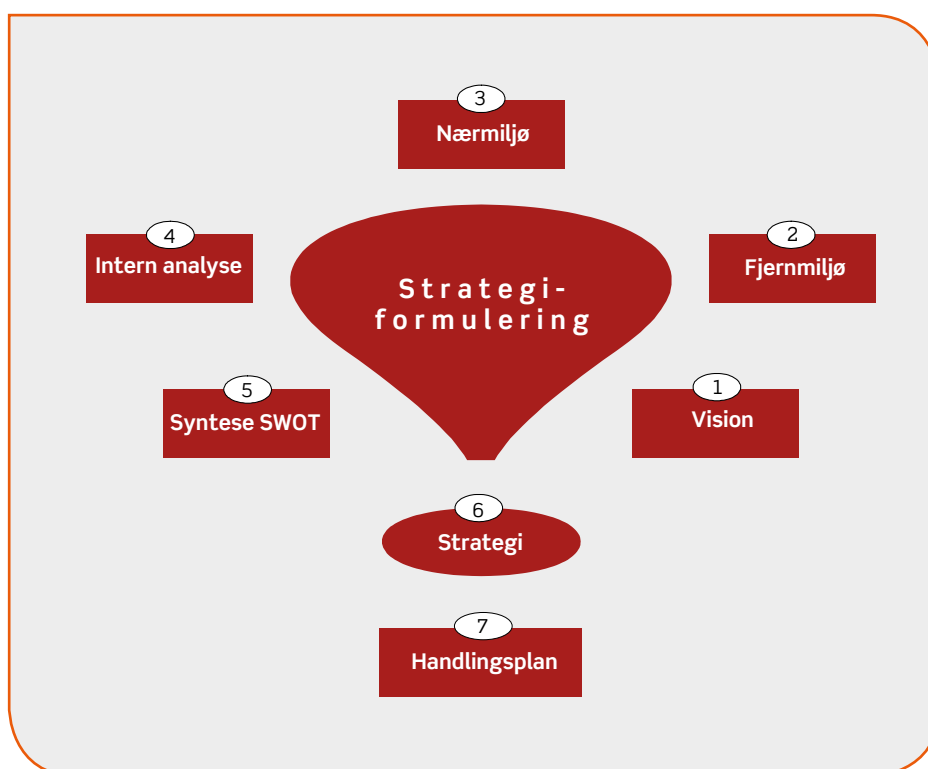 3
Nærmiljø
4
Intern analyse
2
Fjernmiljø
Strategi-
formulering
5
Syntese SWOT
1
Vision
6
Strategi
7
Handlingsplan